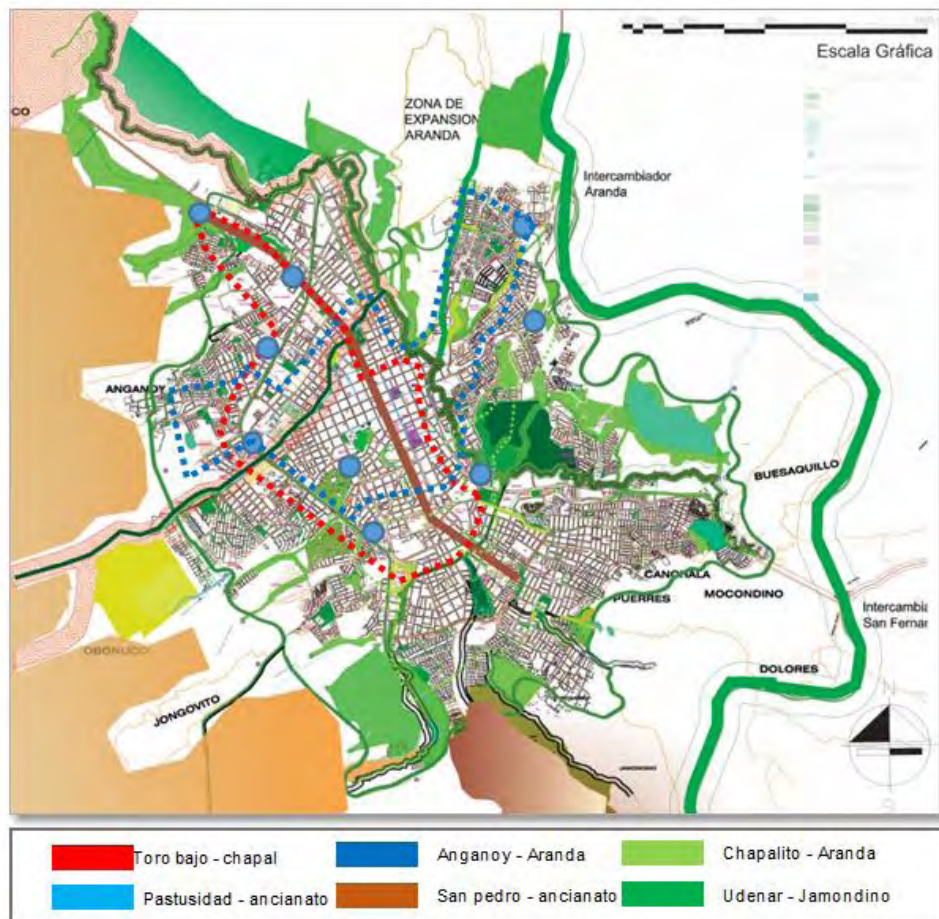 Escala Gráfica
CO
ZONA DE
EXPANSION
ARANDA
Intercambiador
Aranda
ANGANOY
BUESAQUILLO
CANCHALA
PUERRES
MOCONDINO
Intercambia
San Fernar
OBONUCO
DOLORES
JONGOVITO
N
S
JAMONDINO
Toro bajo - chapal
Anganoy - Aranda
Chapalito - Aranda
Pastusidad - ancianato
San pedro - ancianato
Udenar - Jamondino